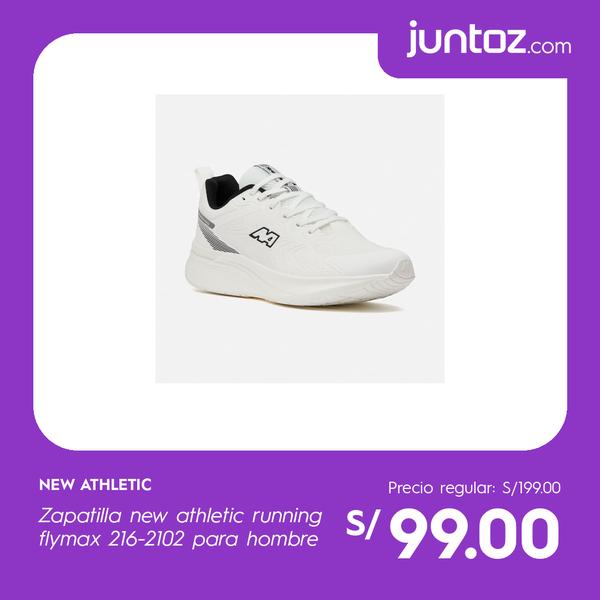 juntoz.com
NA
NEW ATHLETIC
Zapatilla new athletic running
flymax 216-2102 para hombre
Precio regular: S/199.00
S/99.00